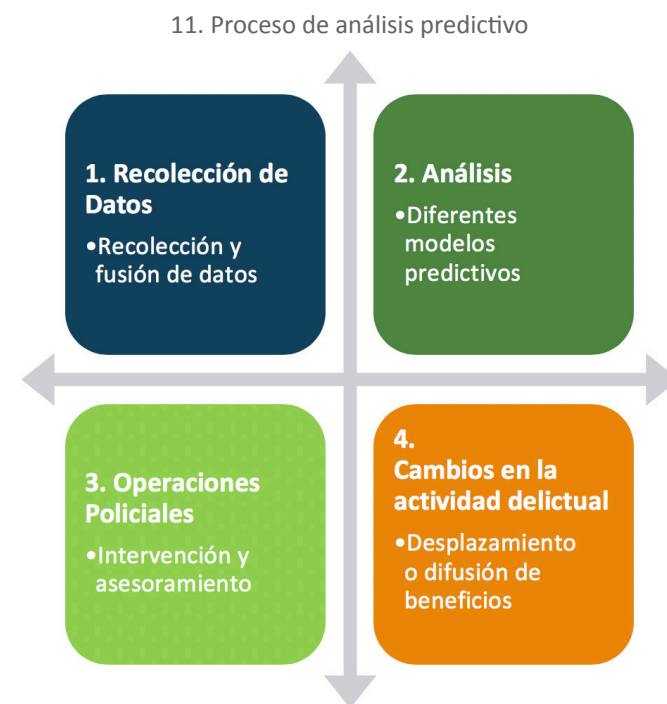 11. Proceso de análisis predictivo
1. Recolección de
Datos
•Recolección y
fusión de datos
2. Análisis
•Diferentes
modelos
predictivos
3. Operaciones
Policiales
•Intervención y
asesoramiento
4.
Cambios en la
actividad delictual
•Desplazamiento
o difusión de
beneficios